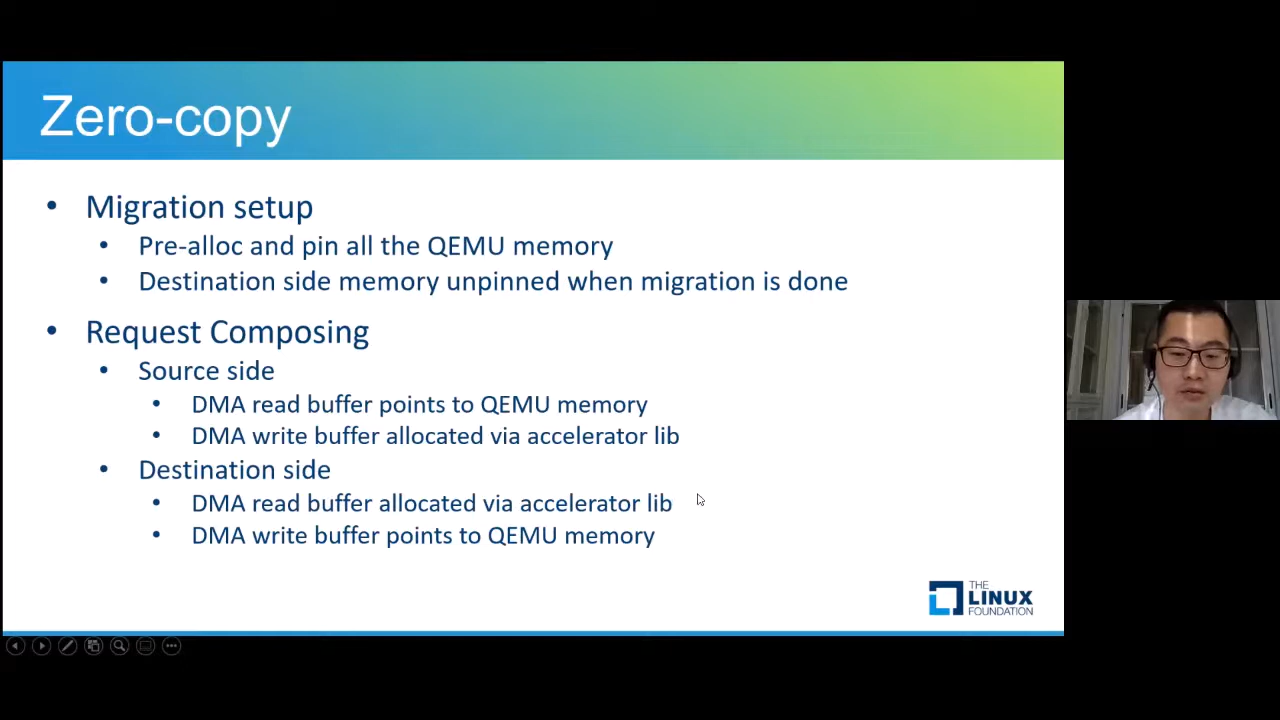 Zero-copy
• Migration setup
• Pre-alloc and pin all the QEMU memory
• Destination side memory unpinned when migration is done
• Request Composing
• Source side
• DMA read buffer points to QEMU memory
• DMA write buffer allocated via accelerator lib
• Destination side
• DMA read buffer allocated via accelerator lib
• DMA write buffer points to QEMU memory
THE
LINUX
FOUNDATION